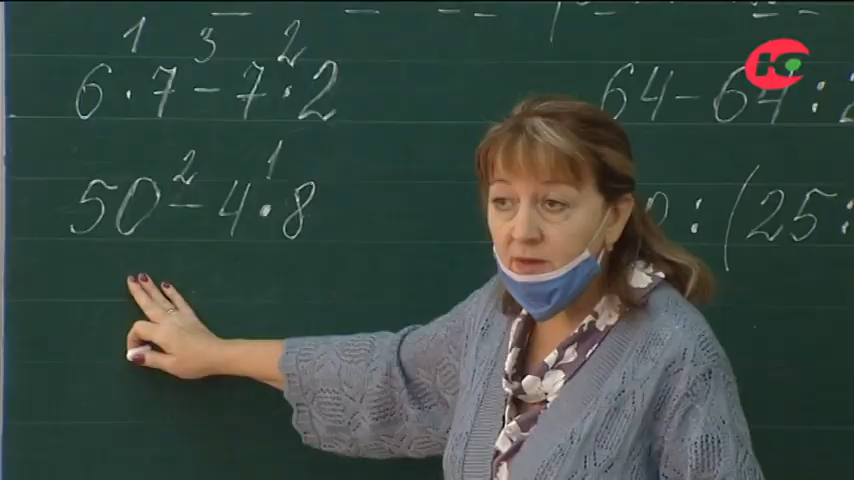 1 3 2
6 · 7 - 7 · 2
64 - 64 :
2 1
50 - 4 · 8
: (25 :
Ю